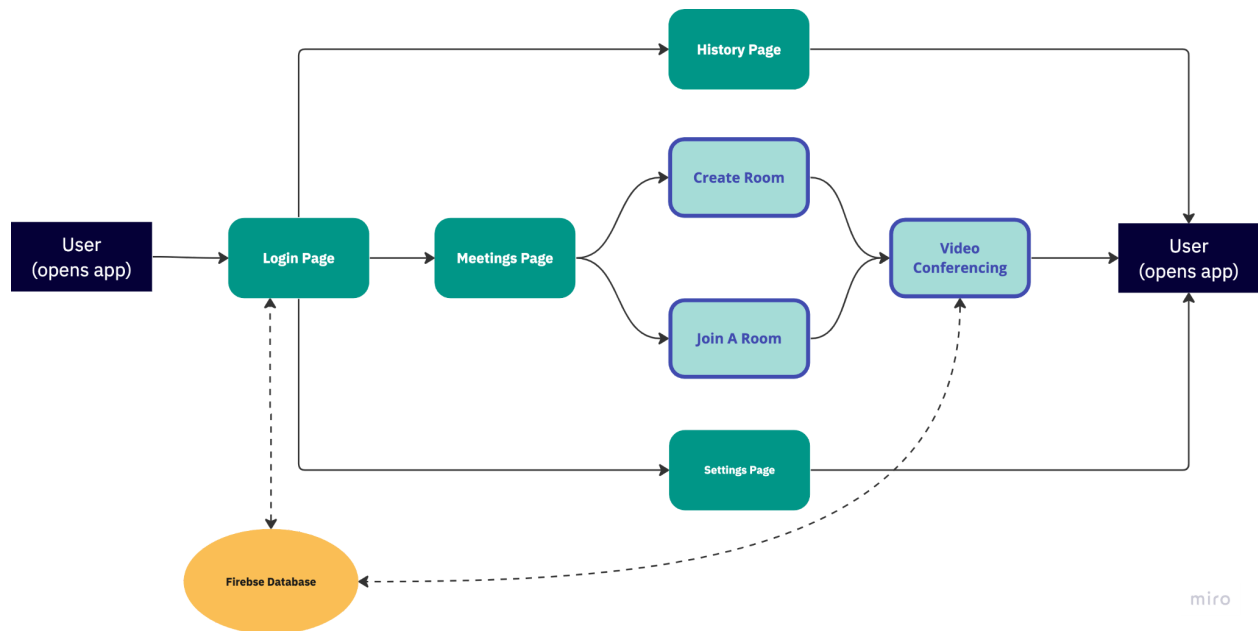 History Page
Create Room
User
(opens app)
Login Page
Meetings Page
Video
Conferencing
User
(opens app)
Join A Room
Settings Page
Firebse Database
miro